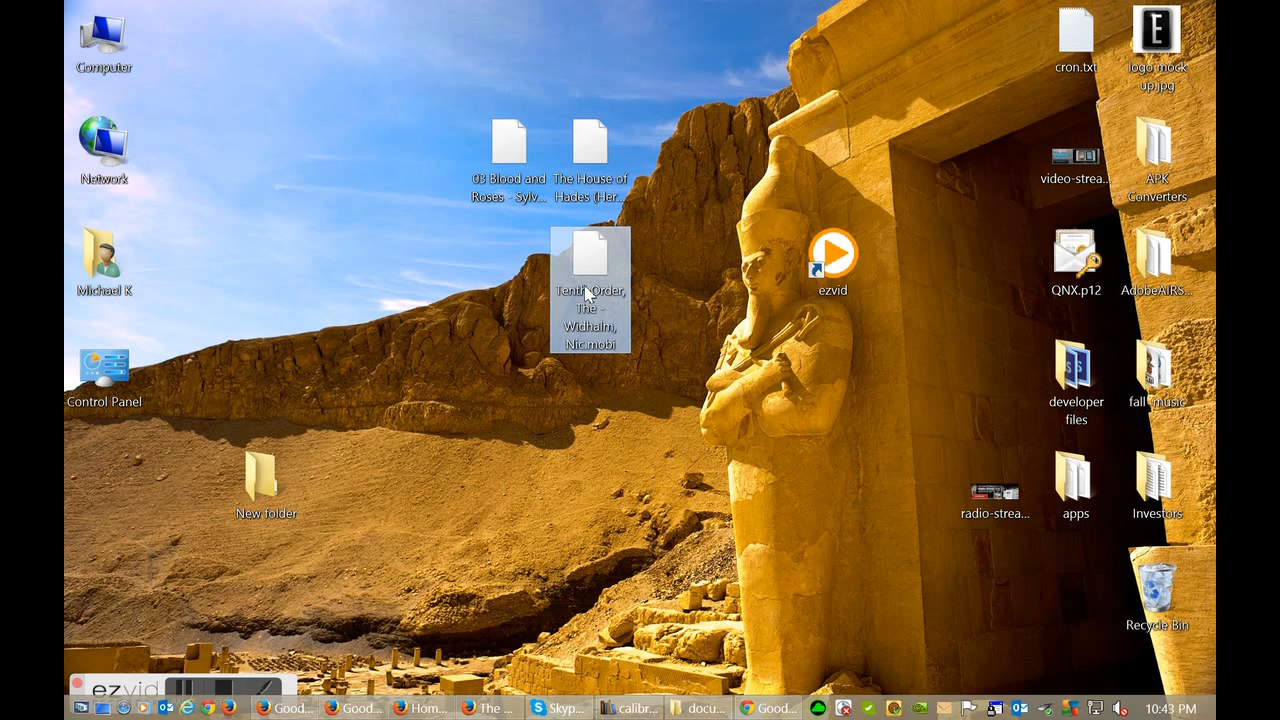 Computer
Network
Michael K
Control Panel
New folder
03 Blood and
Roses - Sylv...
The House of
Hades (Her...
Tenth Order,
The -
Widhalm,
Nic.mobi
ezvid
cron.txt
E
logo mock
up.jpg
video-strea...
APK
Converters
QNX.p12
AdobeAIRS...
developer
files
fall_music
radio-strea...
apps
Investors
Recycle Bin
ezvid
Good...
Good...
Hom...
The ...
Skyp...
calibr...
docu...
Good...
10:43 PM